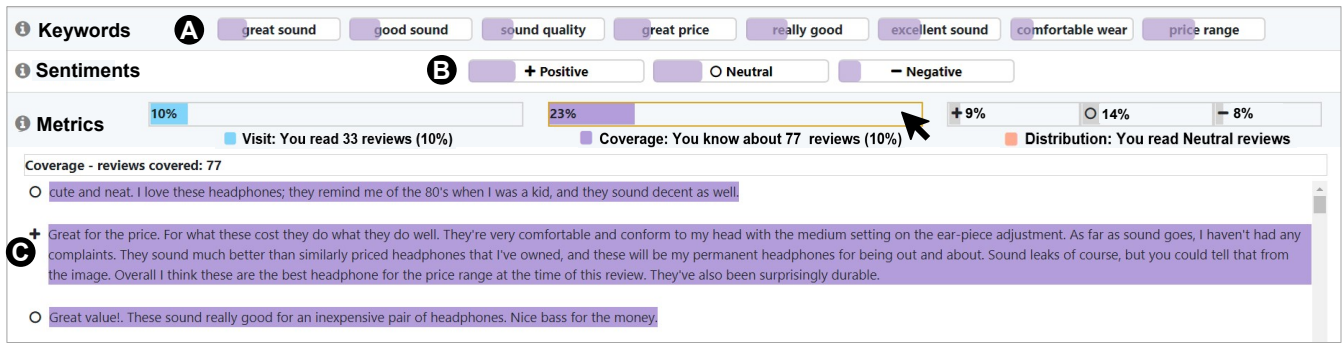 Keywords A great sound good sound sound quality great price really good excellent sound comfortable wear price range
Sentiments B + Positive O Neutral − Negative
Metrics 10% 23% + 9% O 14% − 8%
Visit: You read 33 reviews (10%) Coverage: You know about 77 reviews (10%) Distribution: You read Neutral reviews
Coverage - reviews covered: 77
cute and neat. I love these headphones; they remind me of the 80's when I was a kid, and they sound decent as well.
C + Great for the price. For what these cost they do what they do well. They're very comfortable and conform to my head with the medium setting on the ear-piece adjustment. As far as sound goes, I haven't had any
complaints. They sound much better than similarly priced headphones that I've owned, and these will be my permanent headphones for being out and about. Sound leaks of course, but you could tell that from
the image. Overall I think these are the best headphone for the price range at the time of this review. They've also been surprisingly durable.
Great value!. These sound really good for an inexpensive pair of headphones. Nice bass for the money.